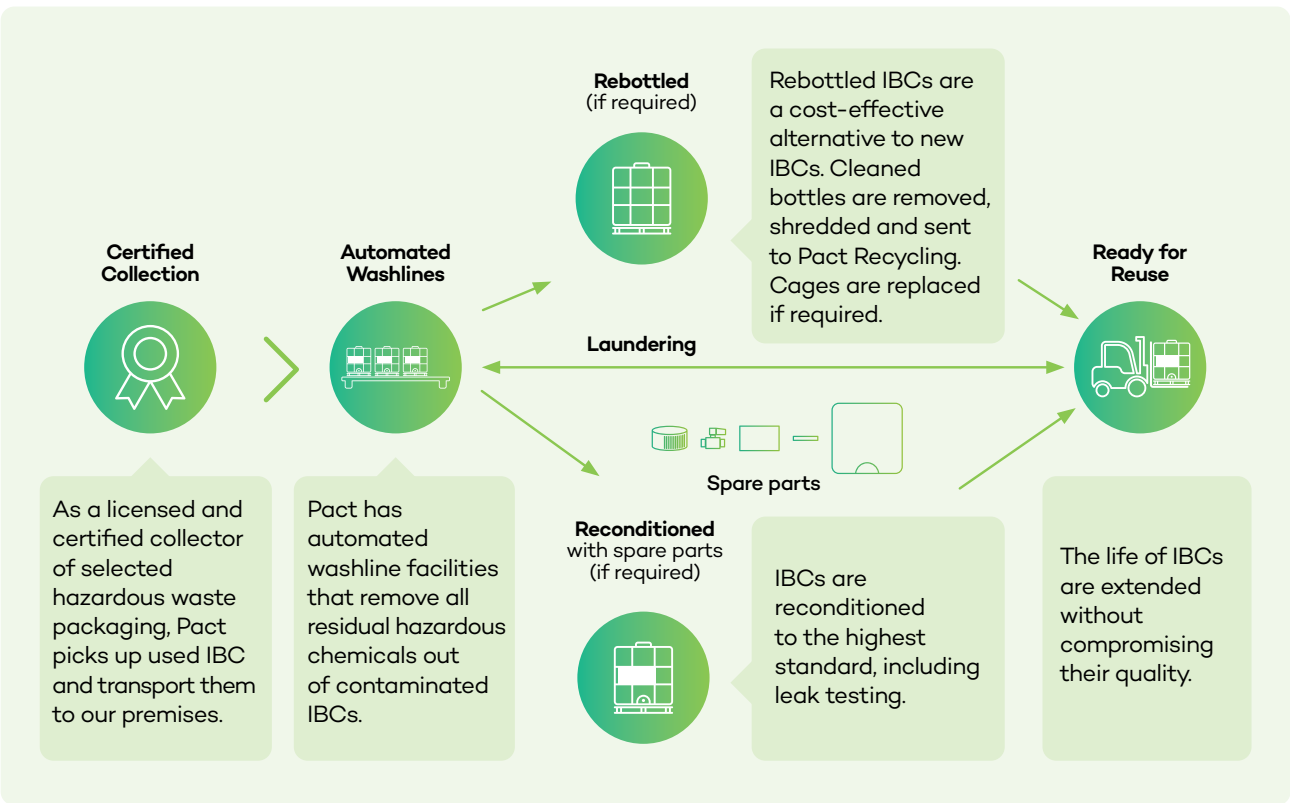 Certified
Collection
As a licensed and
certified collector
of selected
hazardous waste
packaging, Pact
picks up used IBC
and transport them
to our premises.
Automated
Washlines
Pact has
automated
washline facilities
that remove all
residual hazardous
chemicals out
of contaminated
IBCs.
Rebottled
(if required)
Rebottled IBCs are
a cost-effective
alternative to new
IBCs. Cleaned
bottles are removed,
shredded and sent
to Pact Recycling.
Cages are replaced
if required.
Laundering
Spare parts
Reconditioned
with spare parts
(if required)
IBCs are
reconditioned
to the highest
standard, including
leak testing.
Ready for
Reuse
The life of IBCs
are extended
without
compromising
their quality.